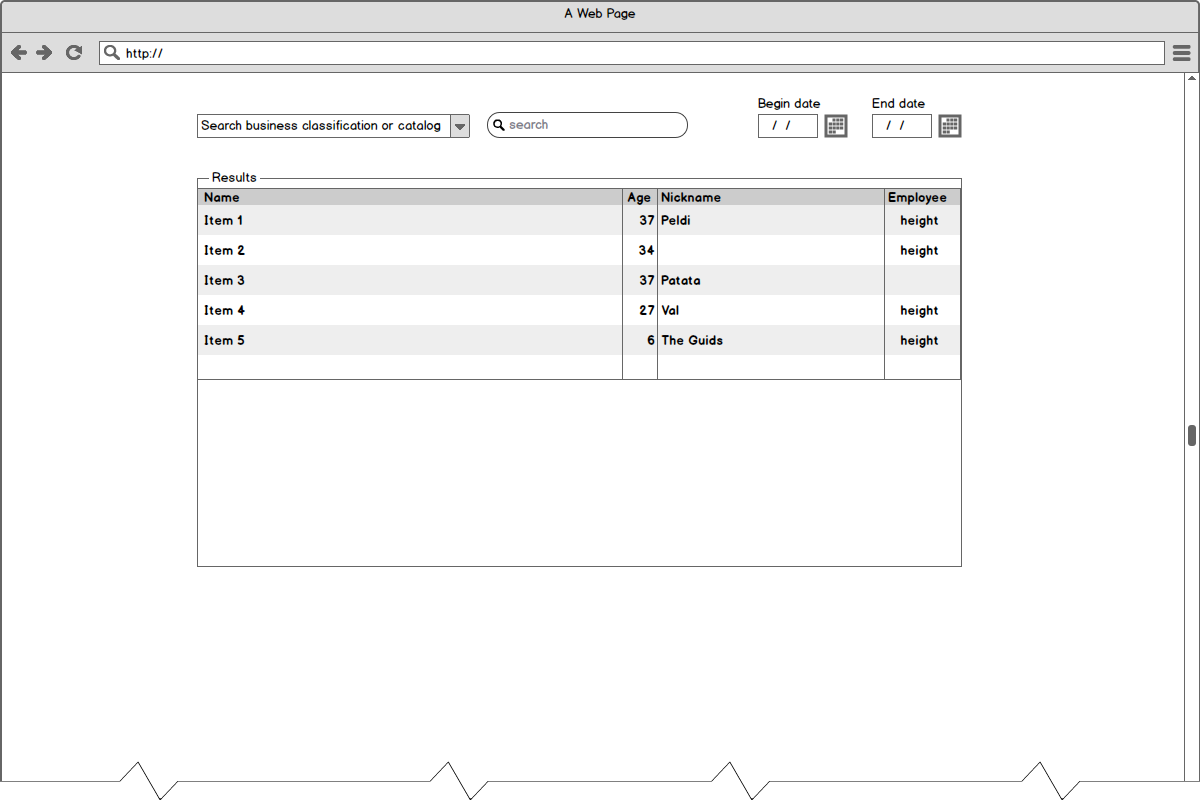 A Web Page
http://
Begin date End date
Search business classification or catalog search / / / /
Results
Name Age Nickname Employee
Item 1 37 Peldi height
Item 2 34 height
Item 3 37 Patata
Item 4 27 Val height
Item 5 6 The Guids height